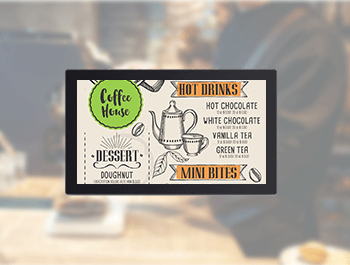 Coffee
House
HOT DRINKS
HOT CHOCOLATE
WHITE CHOCOLATE
VANILLA TEA
GREEN TEA
DESSERT
DOUGHNUT
MINI BITES